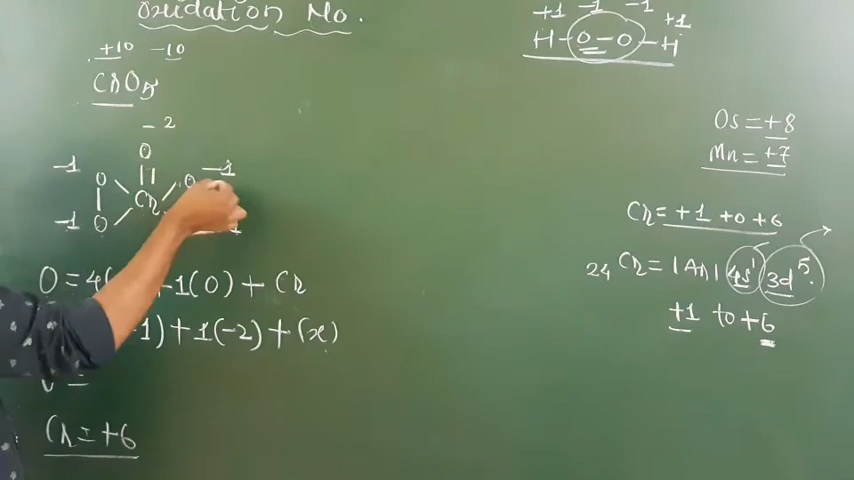 Oxidation No.
+10 -10
CrO5
-2
O
-1 O O -1
Cr
-1 O
O = 4( -1(O) + Cr
1) + 1(-2) + (x)
Cr = +6
+1 -1 -1 +1
H-O-O-H
Os = +8
Mn = +7
Cr = +1 to +6
24 Cr = |Ar| 4s1 3d5.
+1 to +6